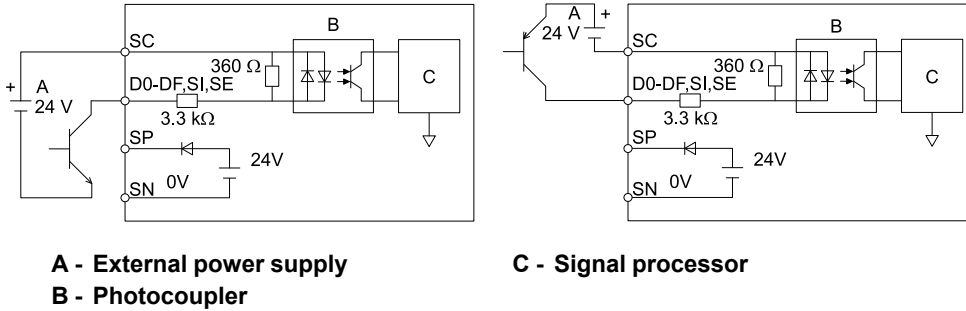 A
24 V
+
SC
360 Ω
D0-DF,SI,SE
3.3 kΩ
SP
24V
0V
SN
B
C
A
24 V
+
SC
360 Ω
D0-DF,SI,SE
3.3 kΩ
SP
24V
0V
SN
B
C
A - External power supply
B - Photocoupler
C - Signal processor